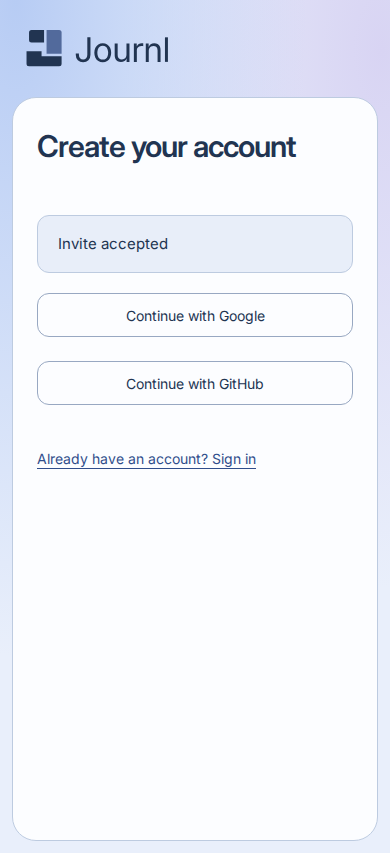 Journl
Create your account
Invite accepted
Continue with Google
Continue with GitHub
Already have an account? Sign in